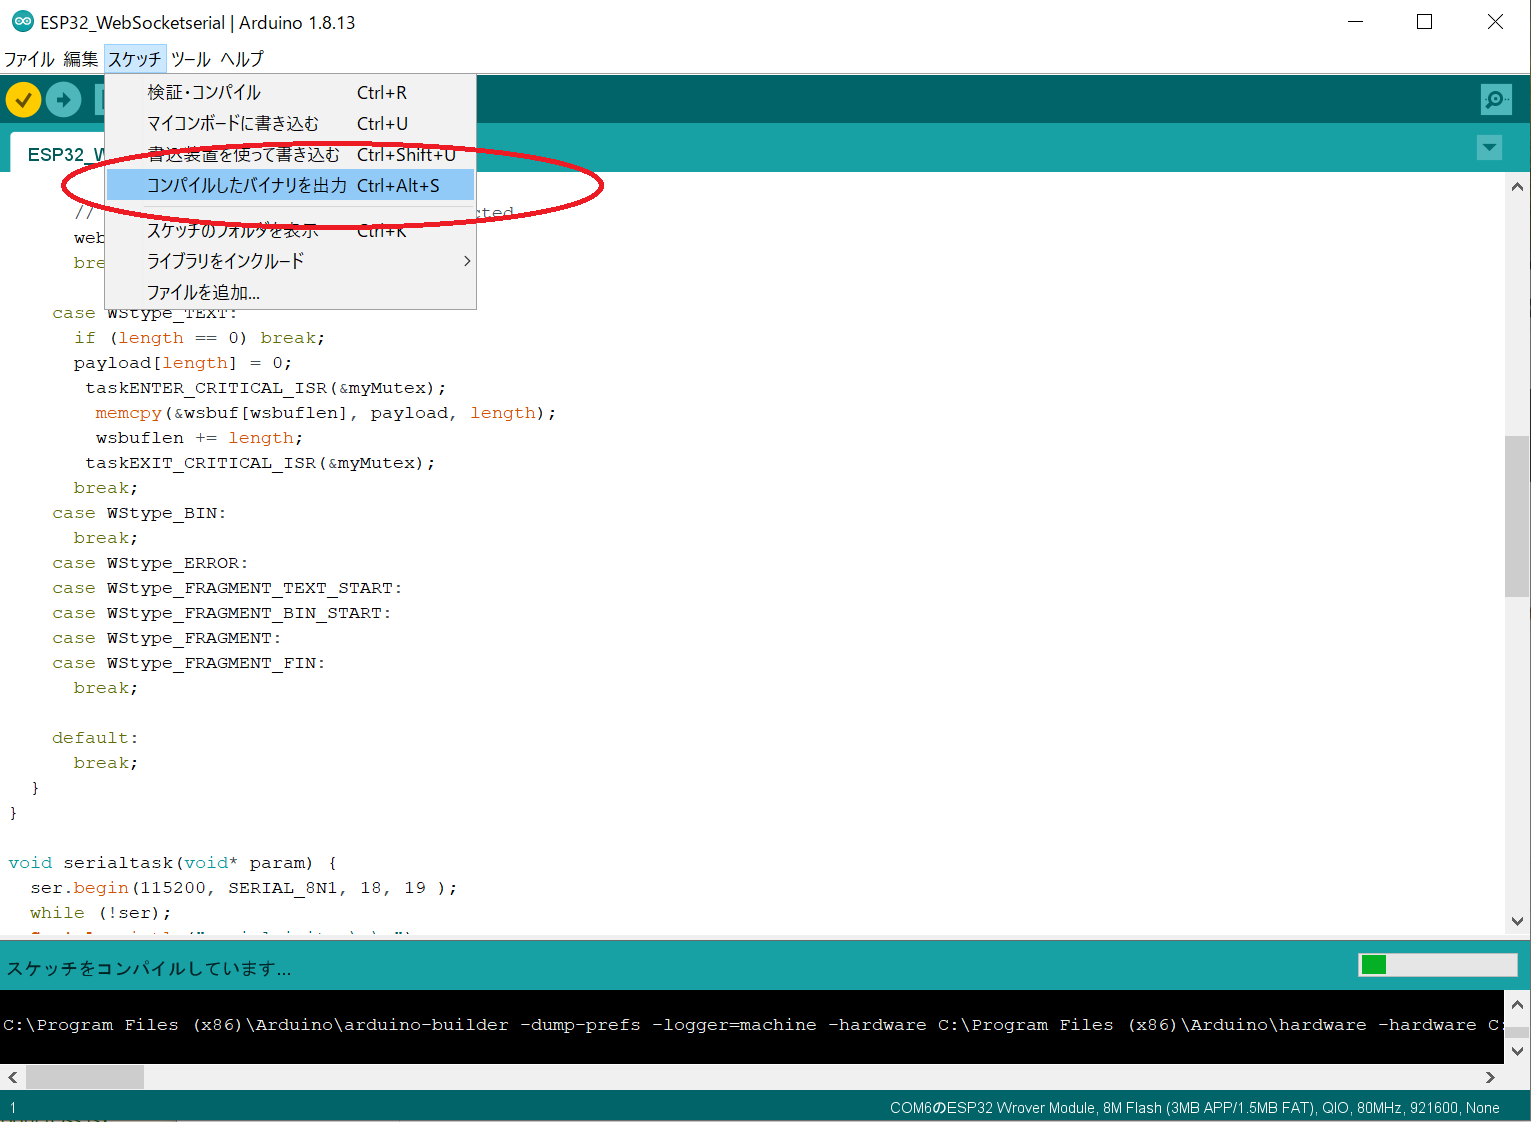 ESP32_WebSocketserial | Arduino 1.8.13
ファイル 編集 スケッチ ツール ヘルプ
検証・コンパイル Ctrl+R
マイコンボードに書き込む Ctrl+U
ESP32_W
書込装置を使って書き込む Ctrl+Shift+U
コンパイルしたバイナリを出力 Ctrl+Alt+S
// cted
スケッチのフォルダを表示 Ctrl+K
web
ライブラリをインクルード
bre
ファイルを追加...
case WStype_TEXT:
if (length == 0) break;
payload[length] = 0;
taskENTER_CRITICAL_ISR(&myMutex);
memcpy(&wsbuf[wsbuflen], payload, length);
wsbuflen += length;
taskEXIT_CRITICAL_ISR(&myMutex);
break;
case WStype_BIN:
break;
case WStype_ERROR:
case WStype_FRAGMENT_TEXT_START:
case WStype_FRAGMENT_BIN_START:
case WStype_FRAGMENT:
case WStype_FRAGMENT_FIN:
break;
default:
break;
}
}
void serialtask(void* param) {
ser.begin(115200, SERIAL_8N1, 18, 19 );
while (!ser);
スケッチをコンパイルしています...
C:\Program Files (x86)\Arduino\arduino-builder -dump-prefs -logger=machine -hardware C:\Program Files (x86)\Arduino\hardware -hardware C:
1 COM6のESP32 Wrover Module, 8M Flash (3MB APP/1.5MB FAT), QIO, 80MHz, 921600, None